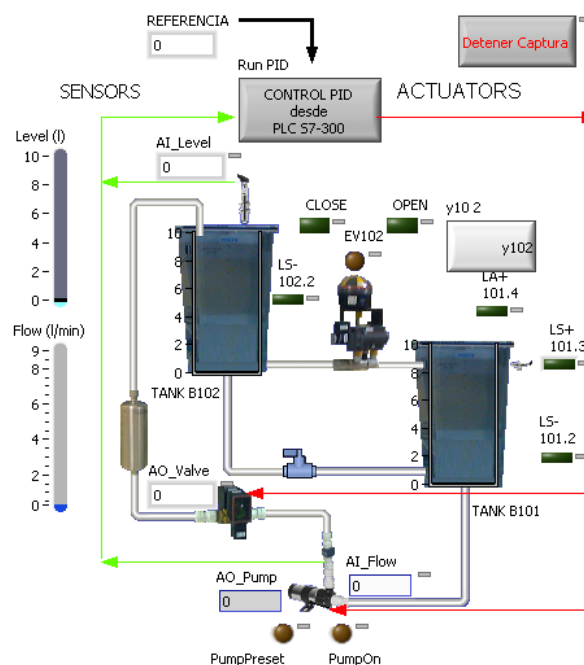 REFERENCIA
0
Detener Captura
Run PID
SENSORS
CONTROL PID
desde
PLC S7-300
ACTUATORS
Level (l)
10
8
6
4
2
0
AI_Level
0
CLOSE
OPEN
EV102
y10 2
y102
10
8
6
4
2
0
LS-
102.2
LA+
101.4
LS+
101.3
Flow (l/min)
9
8
6
4
2
0
TANK B102
10
8
6
4
2
0
LS-
101.2
TANK B101
AO_Valve
0
AO_Pump
0
AI_Flow
0
PumpPreset
PumpOn